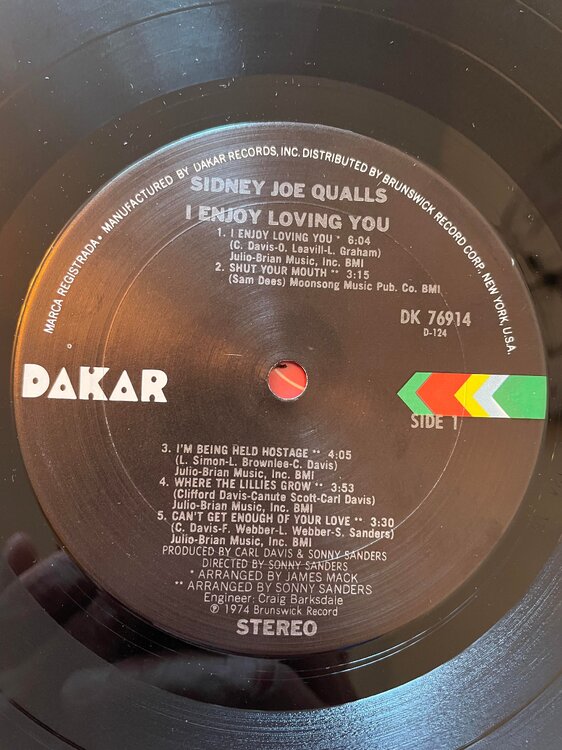 MARCA REGISTRADA • MANUFACTURED BY DAKAR RECORDS, INC. DISTRIBUTED BY BRUNSWICK RECORD CORP. NEW YORK, U.S.A.
SIDNEY JOE QUALLS
I ENJOY LOVING YOU
1. I ENJOY LOVING YOU * 6:04
(C. Davis-O. Leavill-L. Graham)
Julio-Brian Music, Inc. BMI
2. SHUT YOUR MOUTH ** 3:15
(Sam Dees) Moonsong Music Pub. Co. BMI
DK 76914
D-124
DAKAR
SIDE 1
3. I'M BEING HELD HOSTAGE ** 4:05
(L. Simon-L. Brownlee-C. Davis)
Julio-Brian Music, Inc. BMI
4. WHERE THE LILLIES GROW ** 3:53
(Clifford Davis-Canute Scott-Carl Davis)
Julio-Brian Music, Inc. BMI
5. CAN'T GET ENOUGH OF YOUR LOVE ** 3:30
(C. Davis-F. Webber-L. Webber-S. Sanders)
Julio-Brian Music, Inc. BMI
PRODUCED BY CARL DAVIS & SONNY SANDERS
DIRECTED BY SONNY SANDERS
* ARRANGED BY JAMES MACK
** ARRANGED BY SONNY SANDERS
Engineer: Craig Barksdale
℗ 1974 Brunswick Record
STEREO